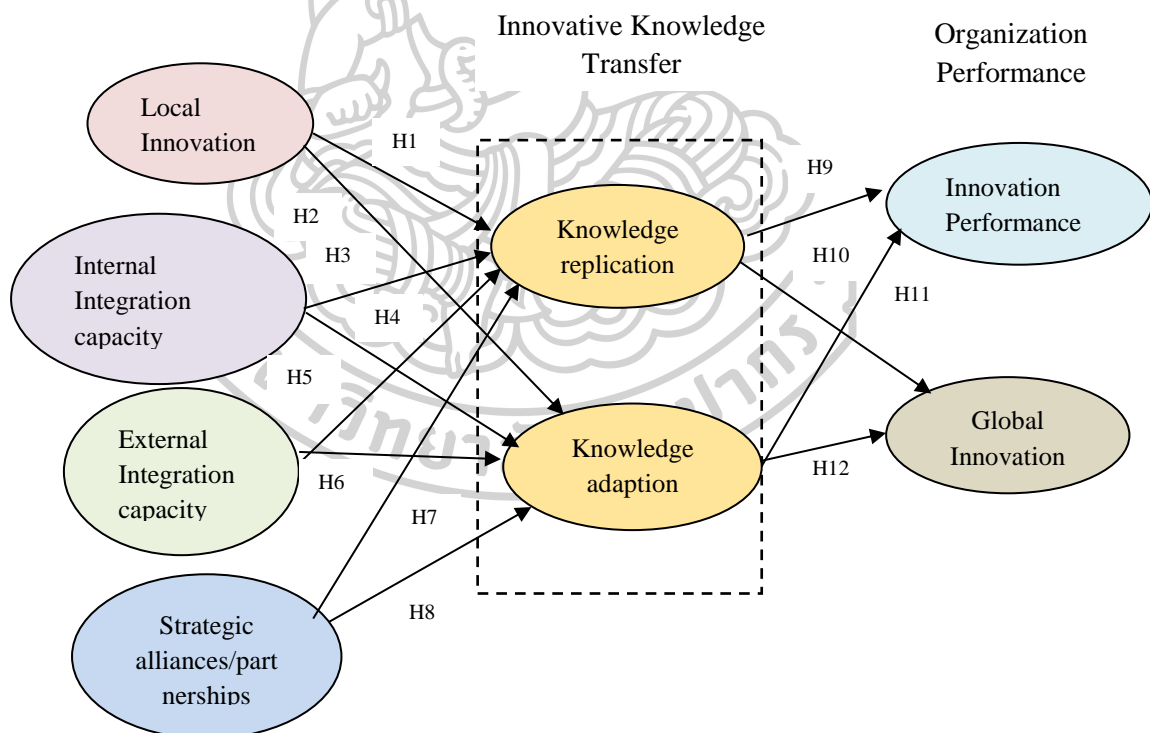 Innovative Knowledge
Transfer
Organization
Performance
Local
Innovation
H1
H2
Internal
Integration
capacity
H3
H4
External
Integration
capacity
H5
H6
Strategic
alliances/part
nerships
H7
H8
Knowledge
replication
Knowledge
adaption
H9
H10
H11
H12
Innovation
Performance
Global
Innovation